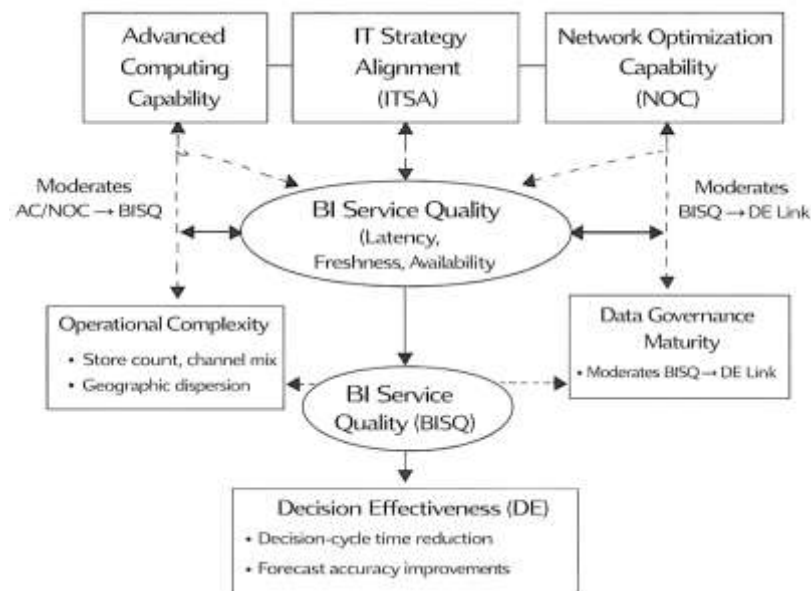 Advanced
Computing
Capability
IT Strategy
Alignment
(ITSA)
Network Optimization
Capability
(NOC)
Moderates
AC/NOC → BISQ
BI Service Quality
(Latency,
Freshness, Availability
Moderates
BISQ → DE Link
Operational Complexity
• Store count, channel mix
• Geographic dispersion
Data Governance
Maturity
• Moderates BISQ → DE Link
BI Service
Quality (BISQ)
Decision Effectiveness (DE)
• Decision-cycle time reduction
• Forecast accuracy improvements